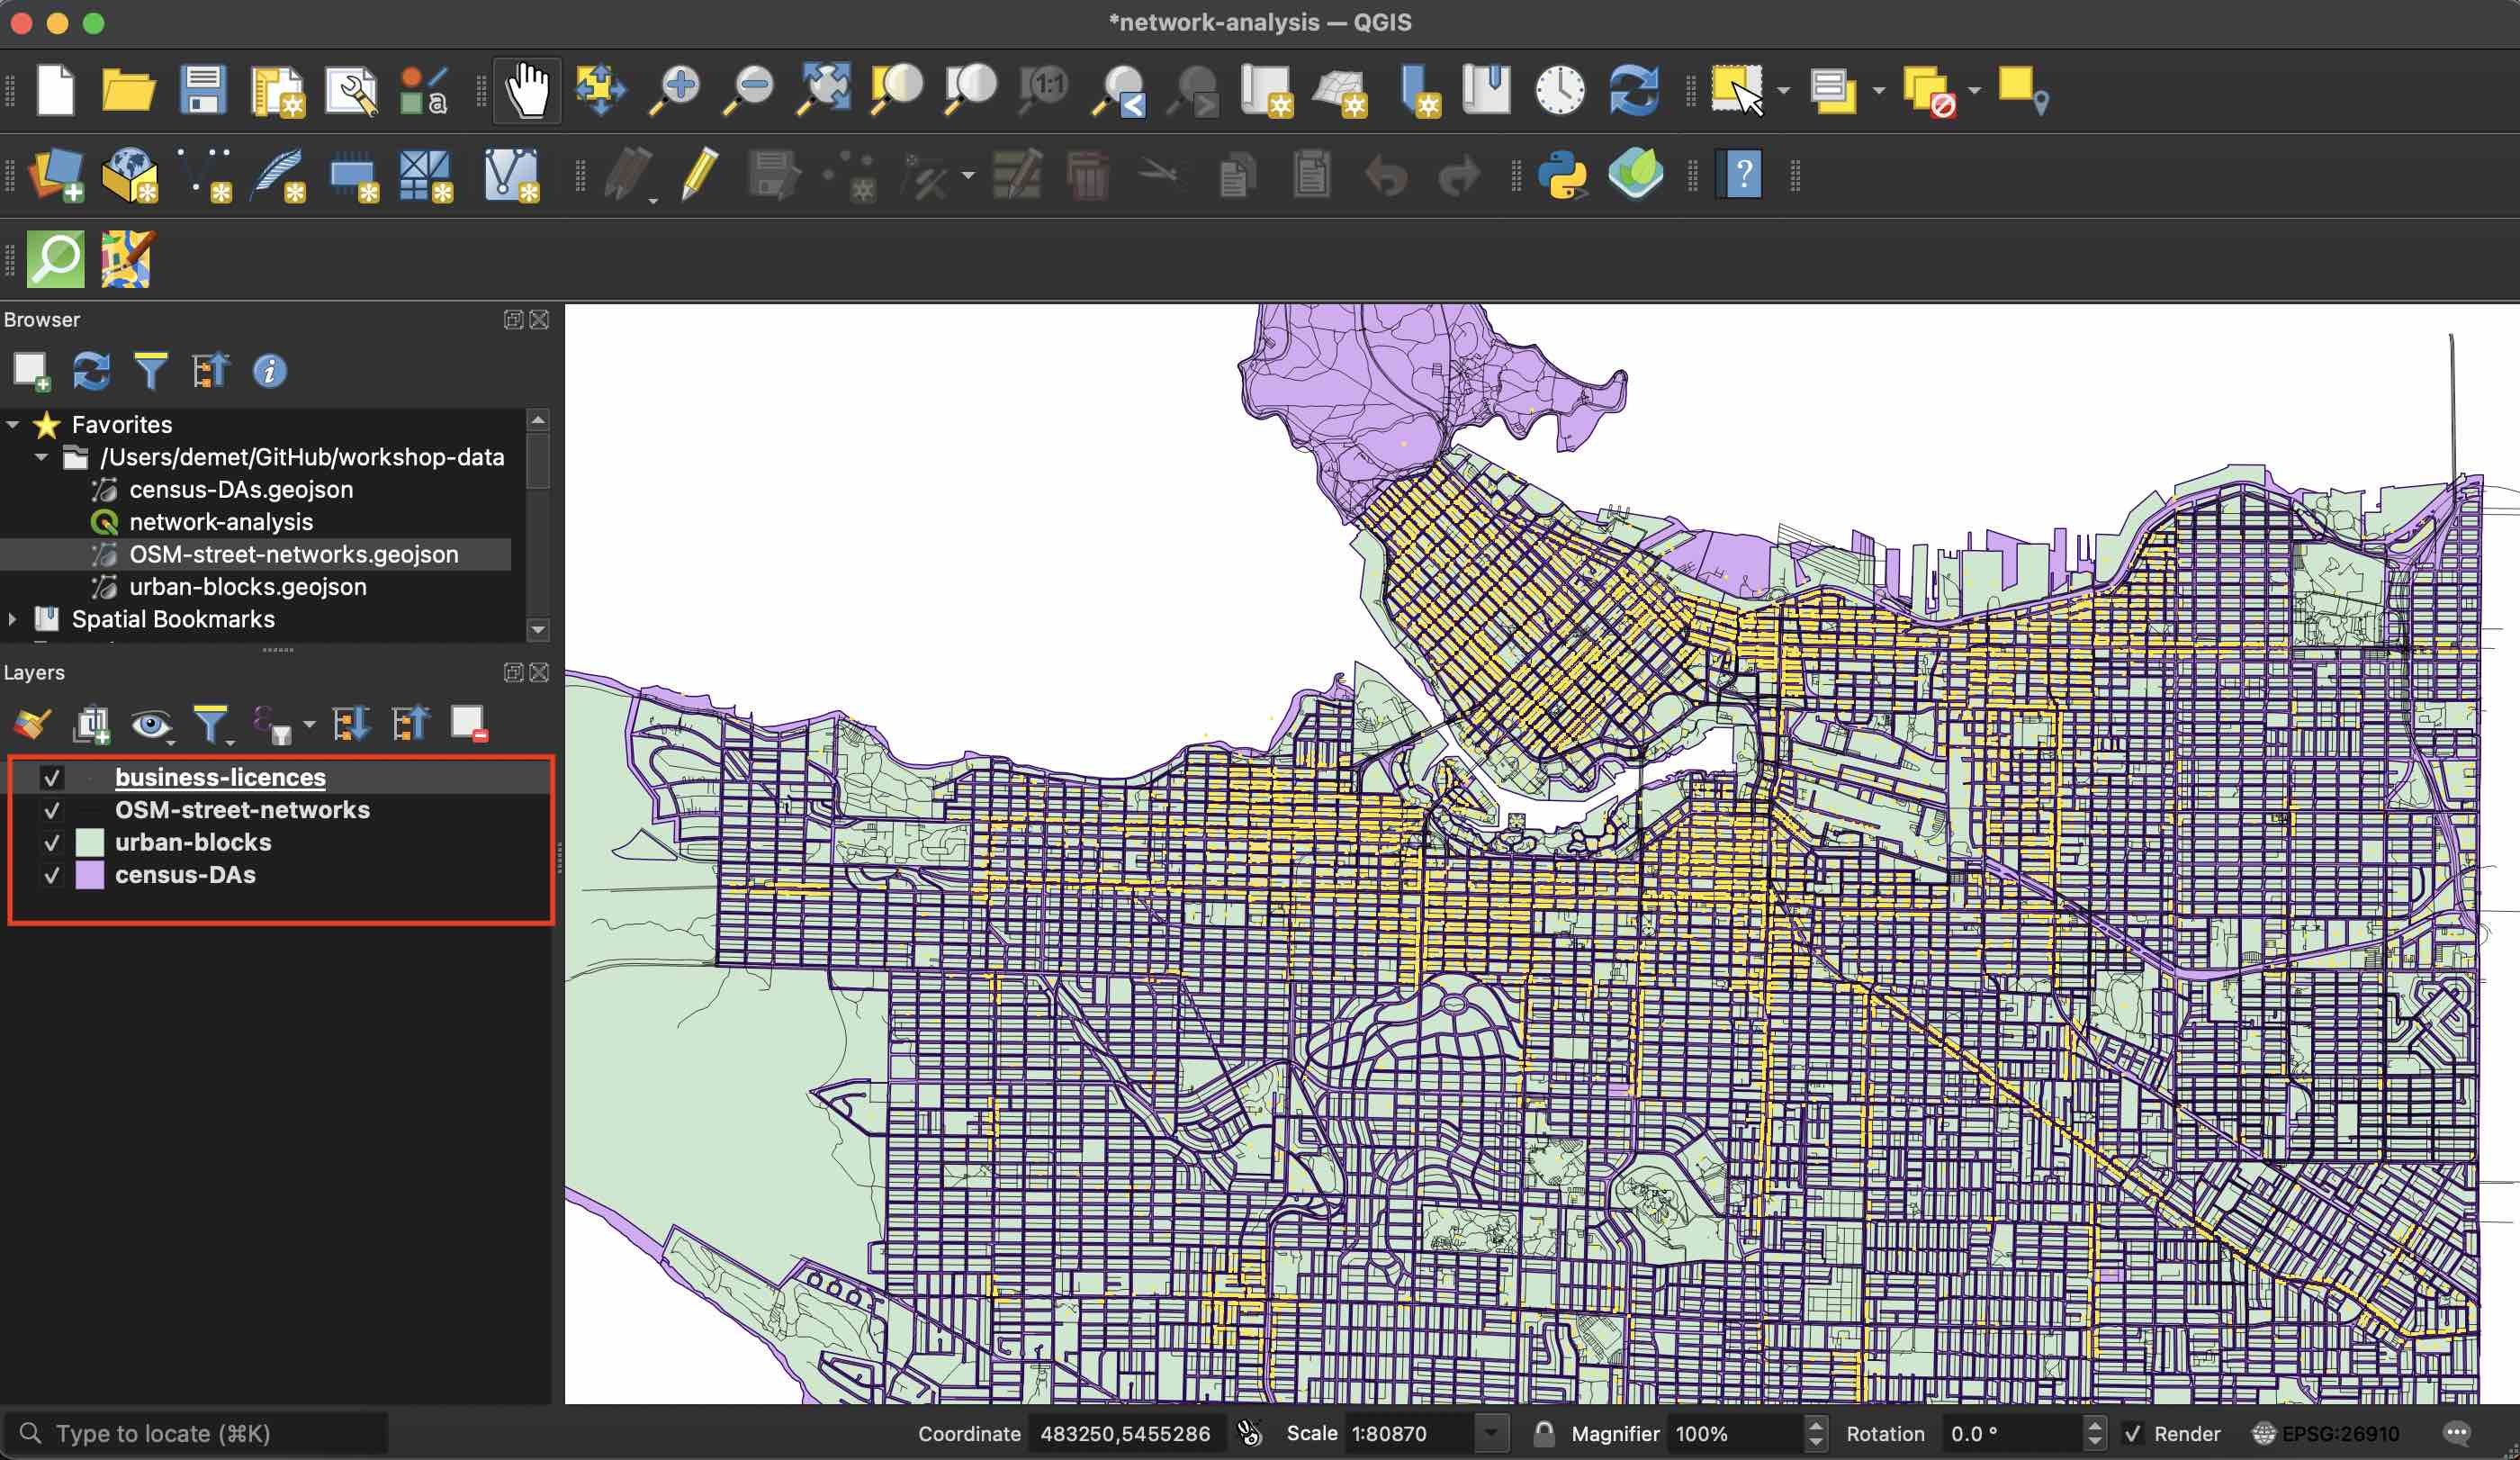 *network-analysis — QGIS
1:1
a
?
Browser
i
Favorites
/Users/demet/GitHub/workshop-data
census-DAs.geojson
network-analysis
OSM-street-networks.geojson
urban-blocks.geojson
Spatial Bookmarks
Layers
ε
business-licences
OSM-street-networks
urban-blocks
census-DAs
Type to locate (⌘K)
Coordinate 483250,5455286 Scale 1:80870 Magnifier 100% Rotation 0.0 ° Render EPSG:26910